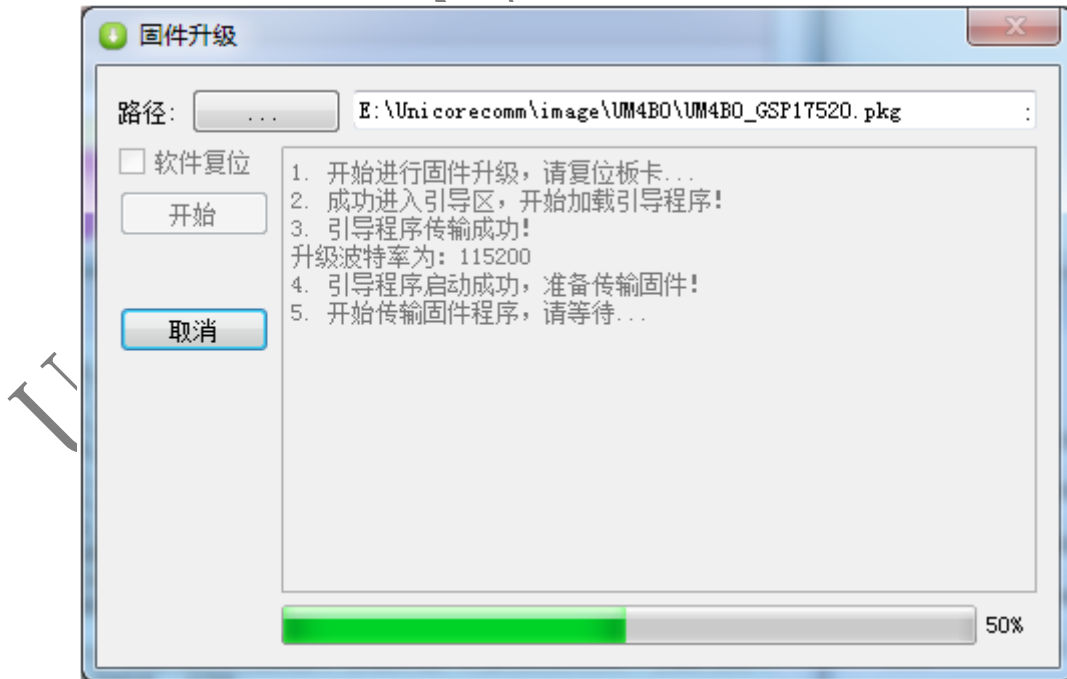 固件升级
路径: ... E:\Unicorecomm\image\UM4B0\UM4B0_GSP17520.pkg :
软件复位
开始
取消
1. 开始进行固件升级，请复位板卡...
2. 成功进入引导区，开始加载引导程序!
3. 引导程序传输成功!
升级波特率为: 115200
4. 引导程序启动成功，准备传输固件!
5. 开始传输固件程序，请等待...
50%